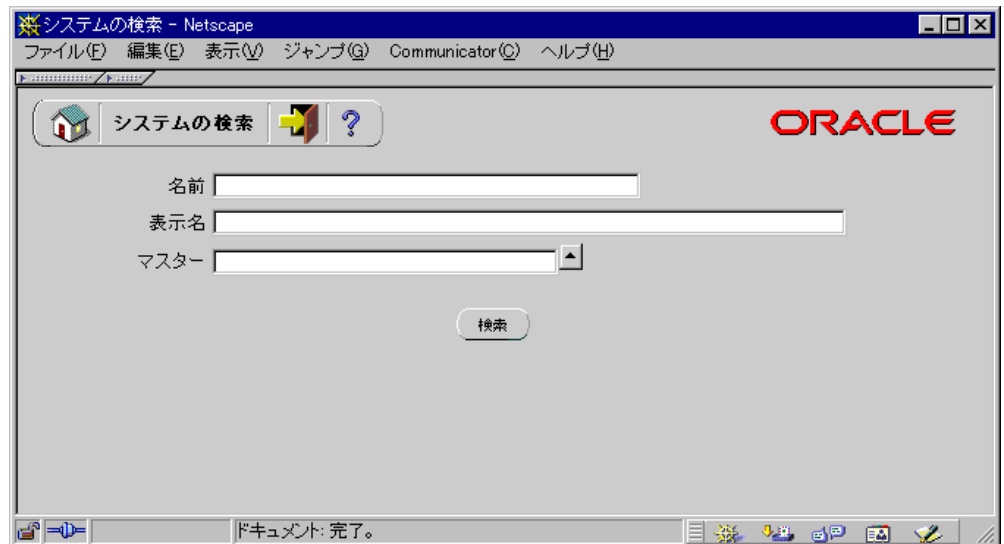 システムの検索 - Netscape
ファイル(F) 編集(E) 表示(V) ジャンプ(G) Communicator(C) ヘルプ(H)
システムの検索 ?
ORACLE
名前
表示名
マスター
検索
ドキュメント: 完了。